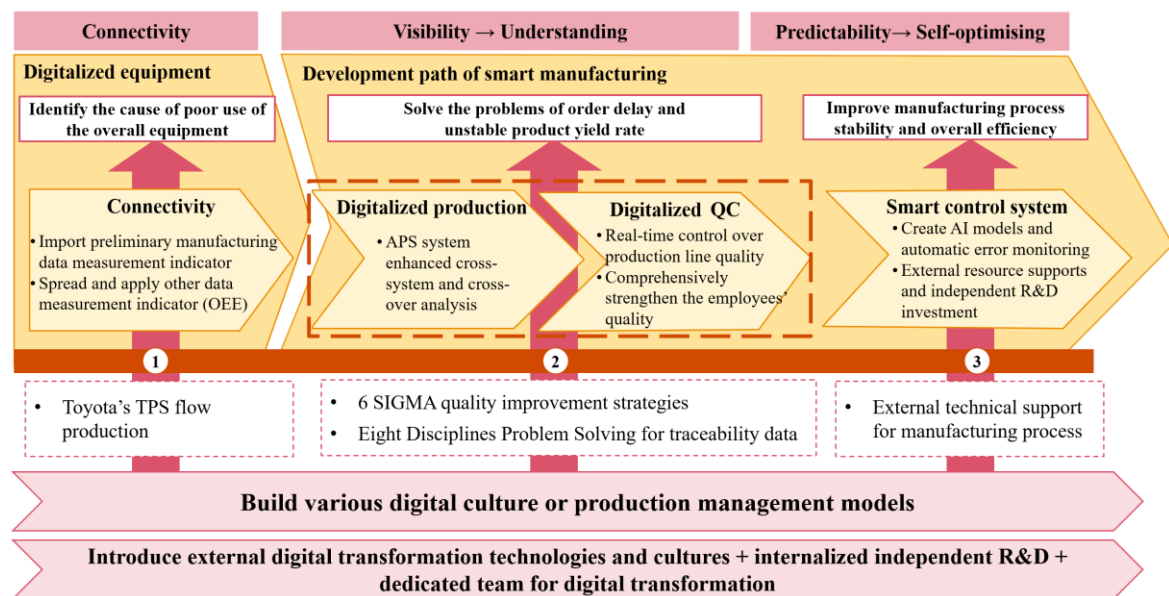 Connectivity
Visibility → Understanding
Predictability→ Self-optimising
Digitalized equipment
Development path of smart manufacturing
Identify the cause of poor use of
the overall equipment
Solve the problems of order delay and
unstable product yield rate
Improve manufacturing process
stability and overall efficiency
Connectivity
• Import preliminary manufacturing
data measurement indicator
• Spread and apply other data
measurement indicator (OEE)
Digitalized production
• APS system
enhanced cross-
system and cross-
over analysis
Digitalized QC
• Real-time control over
production line quality
• Comprehensively
strengthen the employees'
quality
Smart control system
• Create AI models and
automatic error monitoring
• External resource supports
and independent R&D
investment
1
2
3
• Toyota's TPS flow
production
• 6 SIGMA quality improvement strategies
• Eight Disciplines Problem Solving for traceability data
• External technical support
for manufacturing process
Build various digital culture or production management models
Introduce external digital transformation technologies and cultures + internalized independent R&D +
dedicated team for digital transformation